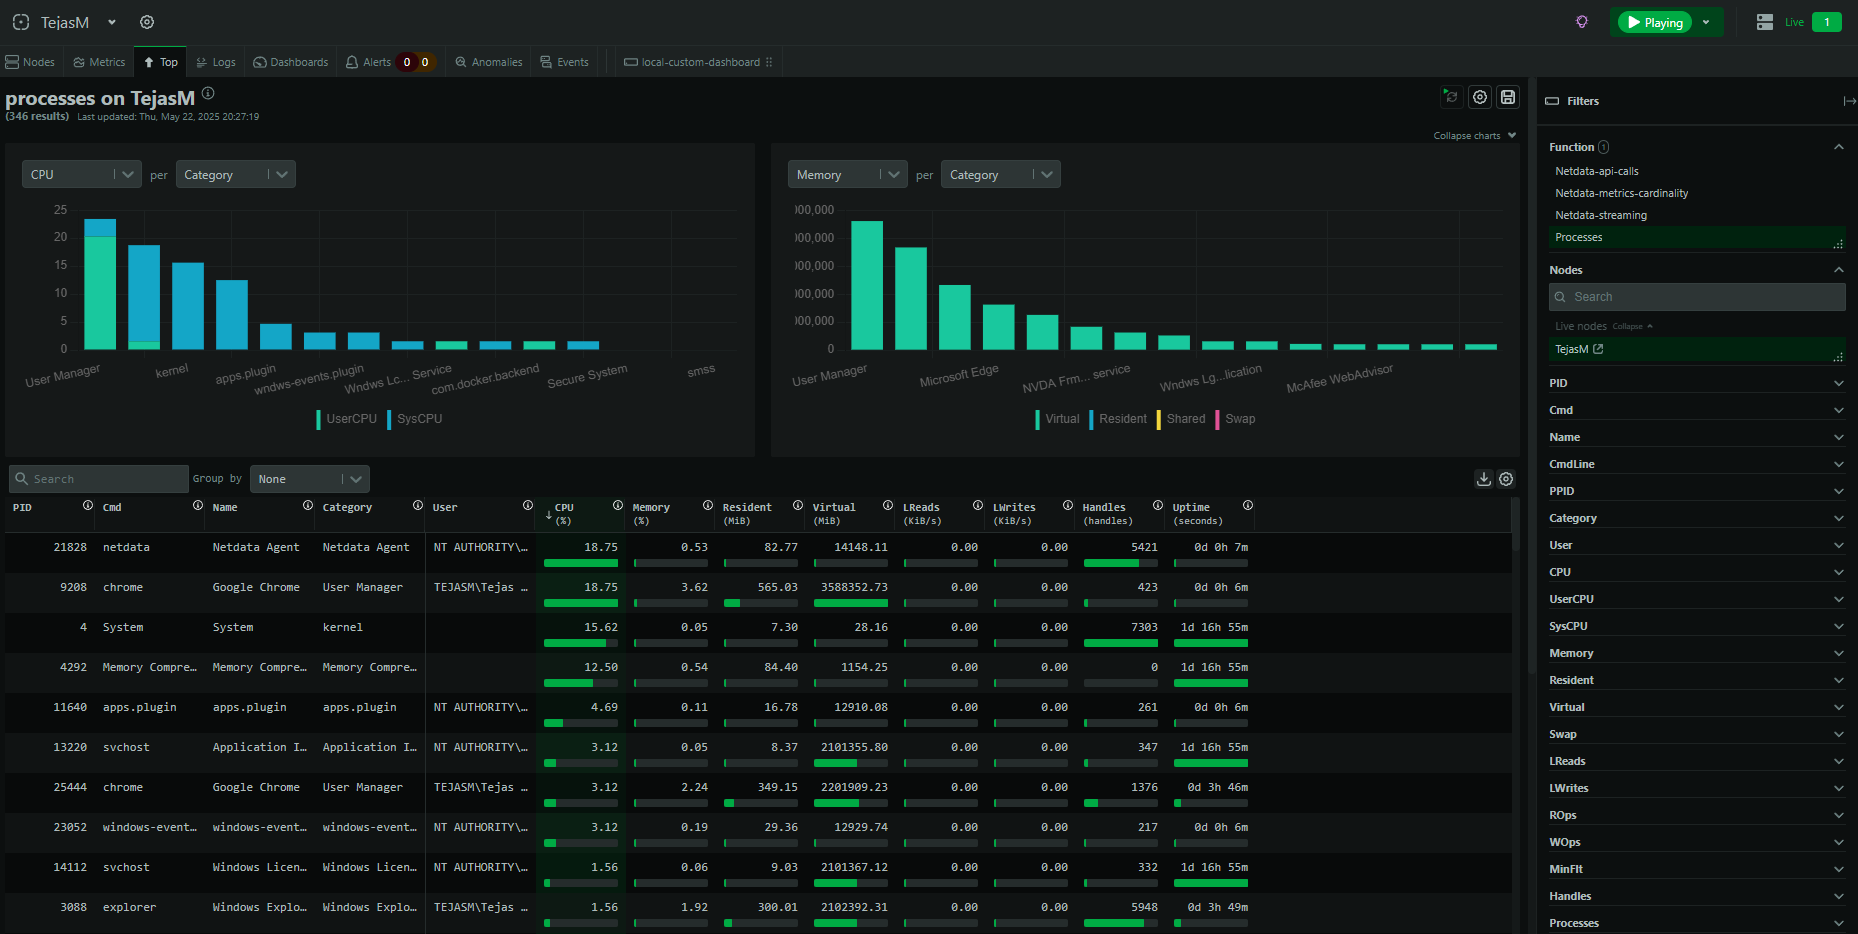 TejasM
Playing
Live 1
Nodes Metrics Top Logs Dashboards Alerts 0 0 Anomalies Events local-custom-dashboard
processes on TejasM
(346 results) Last updated: Thu, May 22, 2025 20:27:19
Collapse charts
CPU per Category
25
20
15
10
5
0
User Manager kernel apps.plugin wndws-events.plugin Wndws Lc... Service com.docker.backend Secure System smss
UserCPU SysCPU
Memory per Category
000,000
000,000
000,000
000,000
000,000
0
User Manager Microsoft Edge NVDA Frm... service Wndws Lg...lication McAfee WebAdvisor
Virtual Resident Shared Swap
Search Group by None
PID Cmd Name Category User CPU (%) Memory (%) Resident (MiB) Virtual (MiB) LReads (KiB/s) LWrites (KiB/s) Handles (handles) Uptime (seconds)
21828 netdata Netdata Agent Netdata Agent NT AUTHORITY\... 18.75 0.53 82.77 14148.11 0.00 0.00 5421 0d 0h 7m
9208 chrome Google Chrome User Manager TEJASM\Tejas ... 18.75 3.62 565.03 3588352.73 0.00 0.00 423 0d 0h 6m
4 System System kernel 15.62 0.05 7.30 28.16 0.00 0.00 7303 1d 16h 55m
4292 Memory Compre... Memory Compre... Memory Compre... 12.50 0.54 84.40 1154.25 0.00 0.00 0 1d 16h 55m
11640 apps.plugin apps.plugin apps.plugin NT AUTHORITY\... 4.69 0.11 16.78 12910.08 0.00 0.00 261 0d 0h 6m
13220 svchost Application I... Application I... NT AUTHORITY\... 3.12 0.05 8.37 2101355.80 0.00 0.00 347 1d 16h 55m
25444 chrome Google Chrome User Manager TEJASM\Tejas ... 3.12 2.24 349.15 2201909.23 0.00 0.00 1376 0d 3h 46m
23052 windows-event... windows-event... windows-event... NT AUTHORITY\... 3.12 0.19 29.36 12929.74 0.00 0.00 217 0d 0h 6m
14112 svchost Windows Licen... Windows Licen... NT AUTHORITY\... 1.56 0.06 9.03 2101367.12 0.00 0.00 332 1d 16h 55m
3088 explorer Windows Explo... Windows Explo... TEJASM\Tejas ... 1.56 1.92 300.01 2102392.31 0.00 0.00 5948 0d 3h 49m
Filters
Function 1
Netdata-api-calls
Netdata-metrics-cardinality
Netdata-streaming
Processes
Nodes
Search
Live nodes Collapse
TejasM
PID
Cmd
Name
CmdLine
PPID
Category
User
CPU
UserCPU
SysCPU
Memory
Resident
Virtual
Swap
LReads
LWrites
ROps
WOps
MinFlt
Handles
Processes